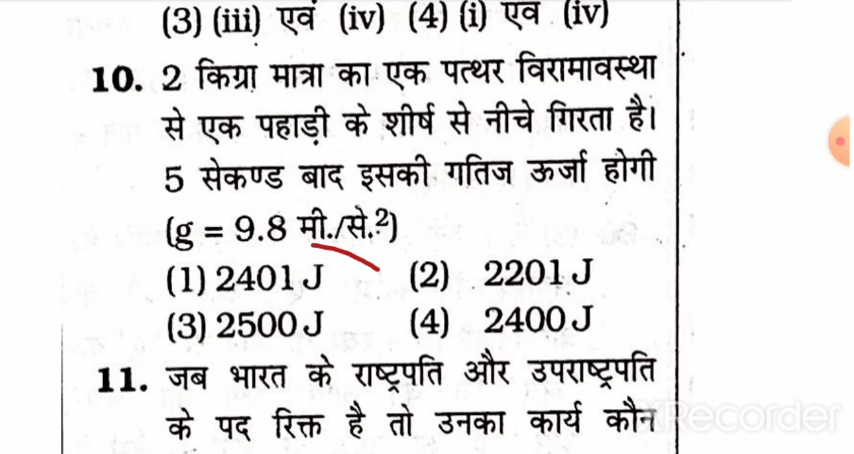 (3) (iii) एवं (iv) (4) (i) एवं (iv)
10. 2 किग्रा मात्रा का एक पत्थर विरामावस्था
से एक पहाड़ी के शीर्ष से नीचे गिरता है।
5 सेकण्ड बाद इसकी गतिज ऊर्जा होगी
(g = 9.8 मी./से.²)
(1) 2401 J (2) 2201 J
(3) 2500 J (4) 2400 J
11. जब भारत के राष्ट्रपति और उपराष्ट्रपति
के पद रिक्त है तो उनका कार्य कौन
XRecorder